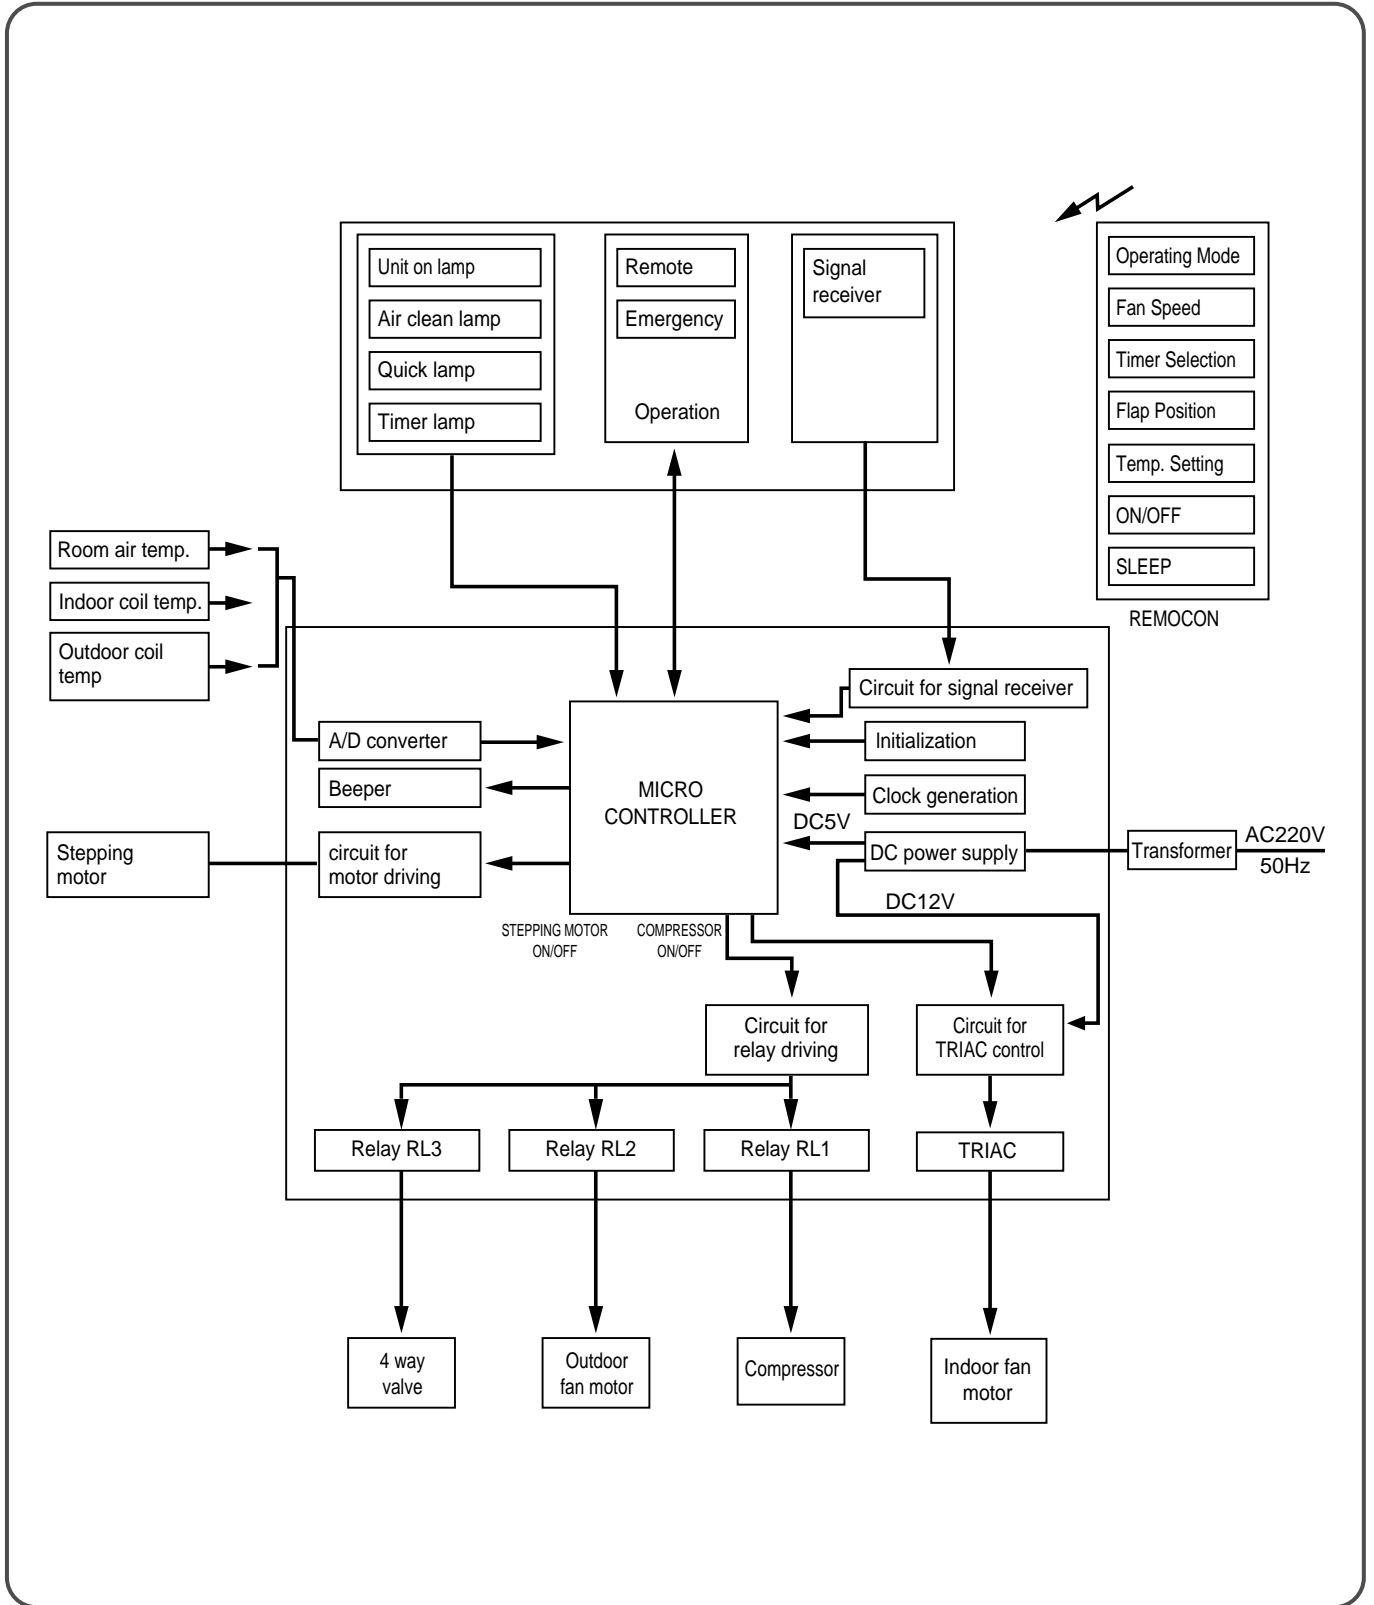 Unit on lamp
Air clean lamp
Quick lamp
Timer lamp
Remote
Emergency
Operation
Signal
receiver
Operating Mode
Fan Speed
Timer Selection
Flap Position
Temp. Setting
ON/OFF
SLEEP
REMOCON
Room air temp.
Indoor coil temp.
Outdoor coil
temp
A/D converter
Beeper
Stepping
motor
circuit for
motor driving
MICRO
CONTROLLER
Circuit for signal receiver
Initialization
Clock generation
DC5V
DC power supply
Transformer
AC220V
50Hz
DC12V
STEPPING MOTOR
ON/OFF
COMPRESSOR
ON/OFF
Circuit for
relay driving
Circuit for
TRIAC control
Relay RL3
Relay RL2
Relay RL1
TRIAC
4 way
valve
Outdoor
fan motor
Compressor
Indoor fan
motor